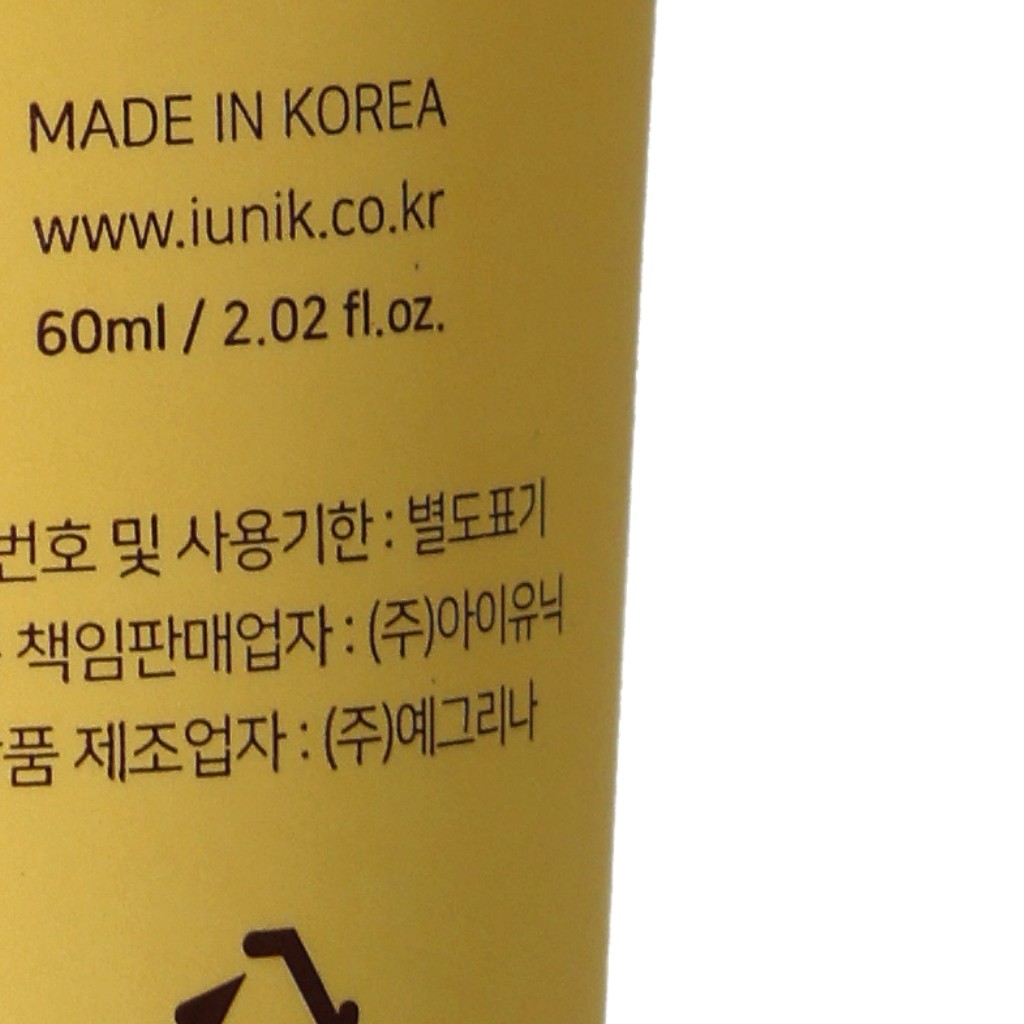 MADE IN KOREA
www.iunik.co.kr
60ml / 2.02 fl.oz.
번호 및 사용기한 : 별도표기
책임판매업자 : (주)아이유닉
품 제조업자 : (주)예그리나